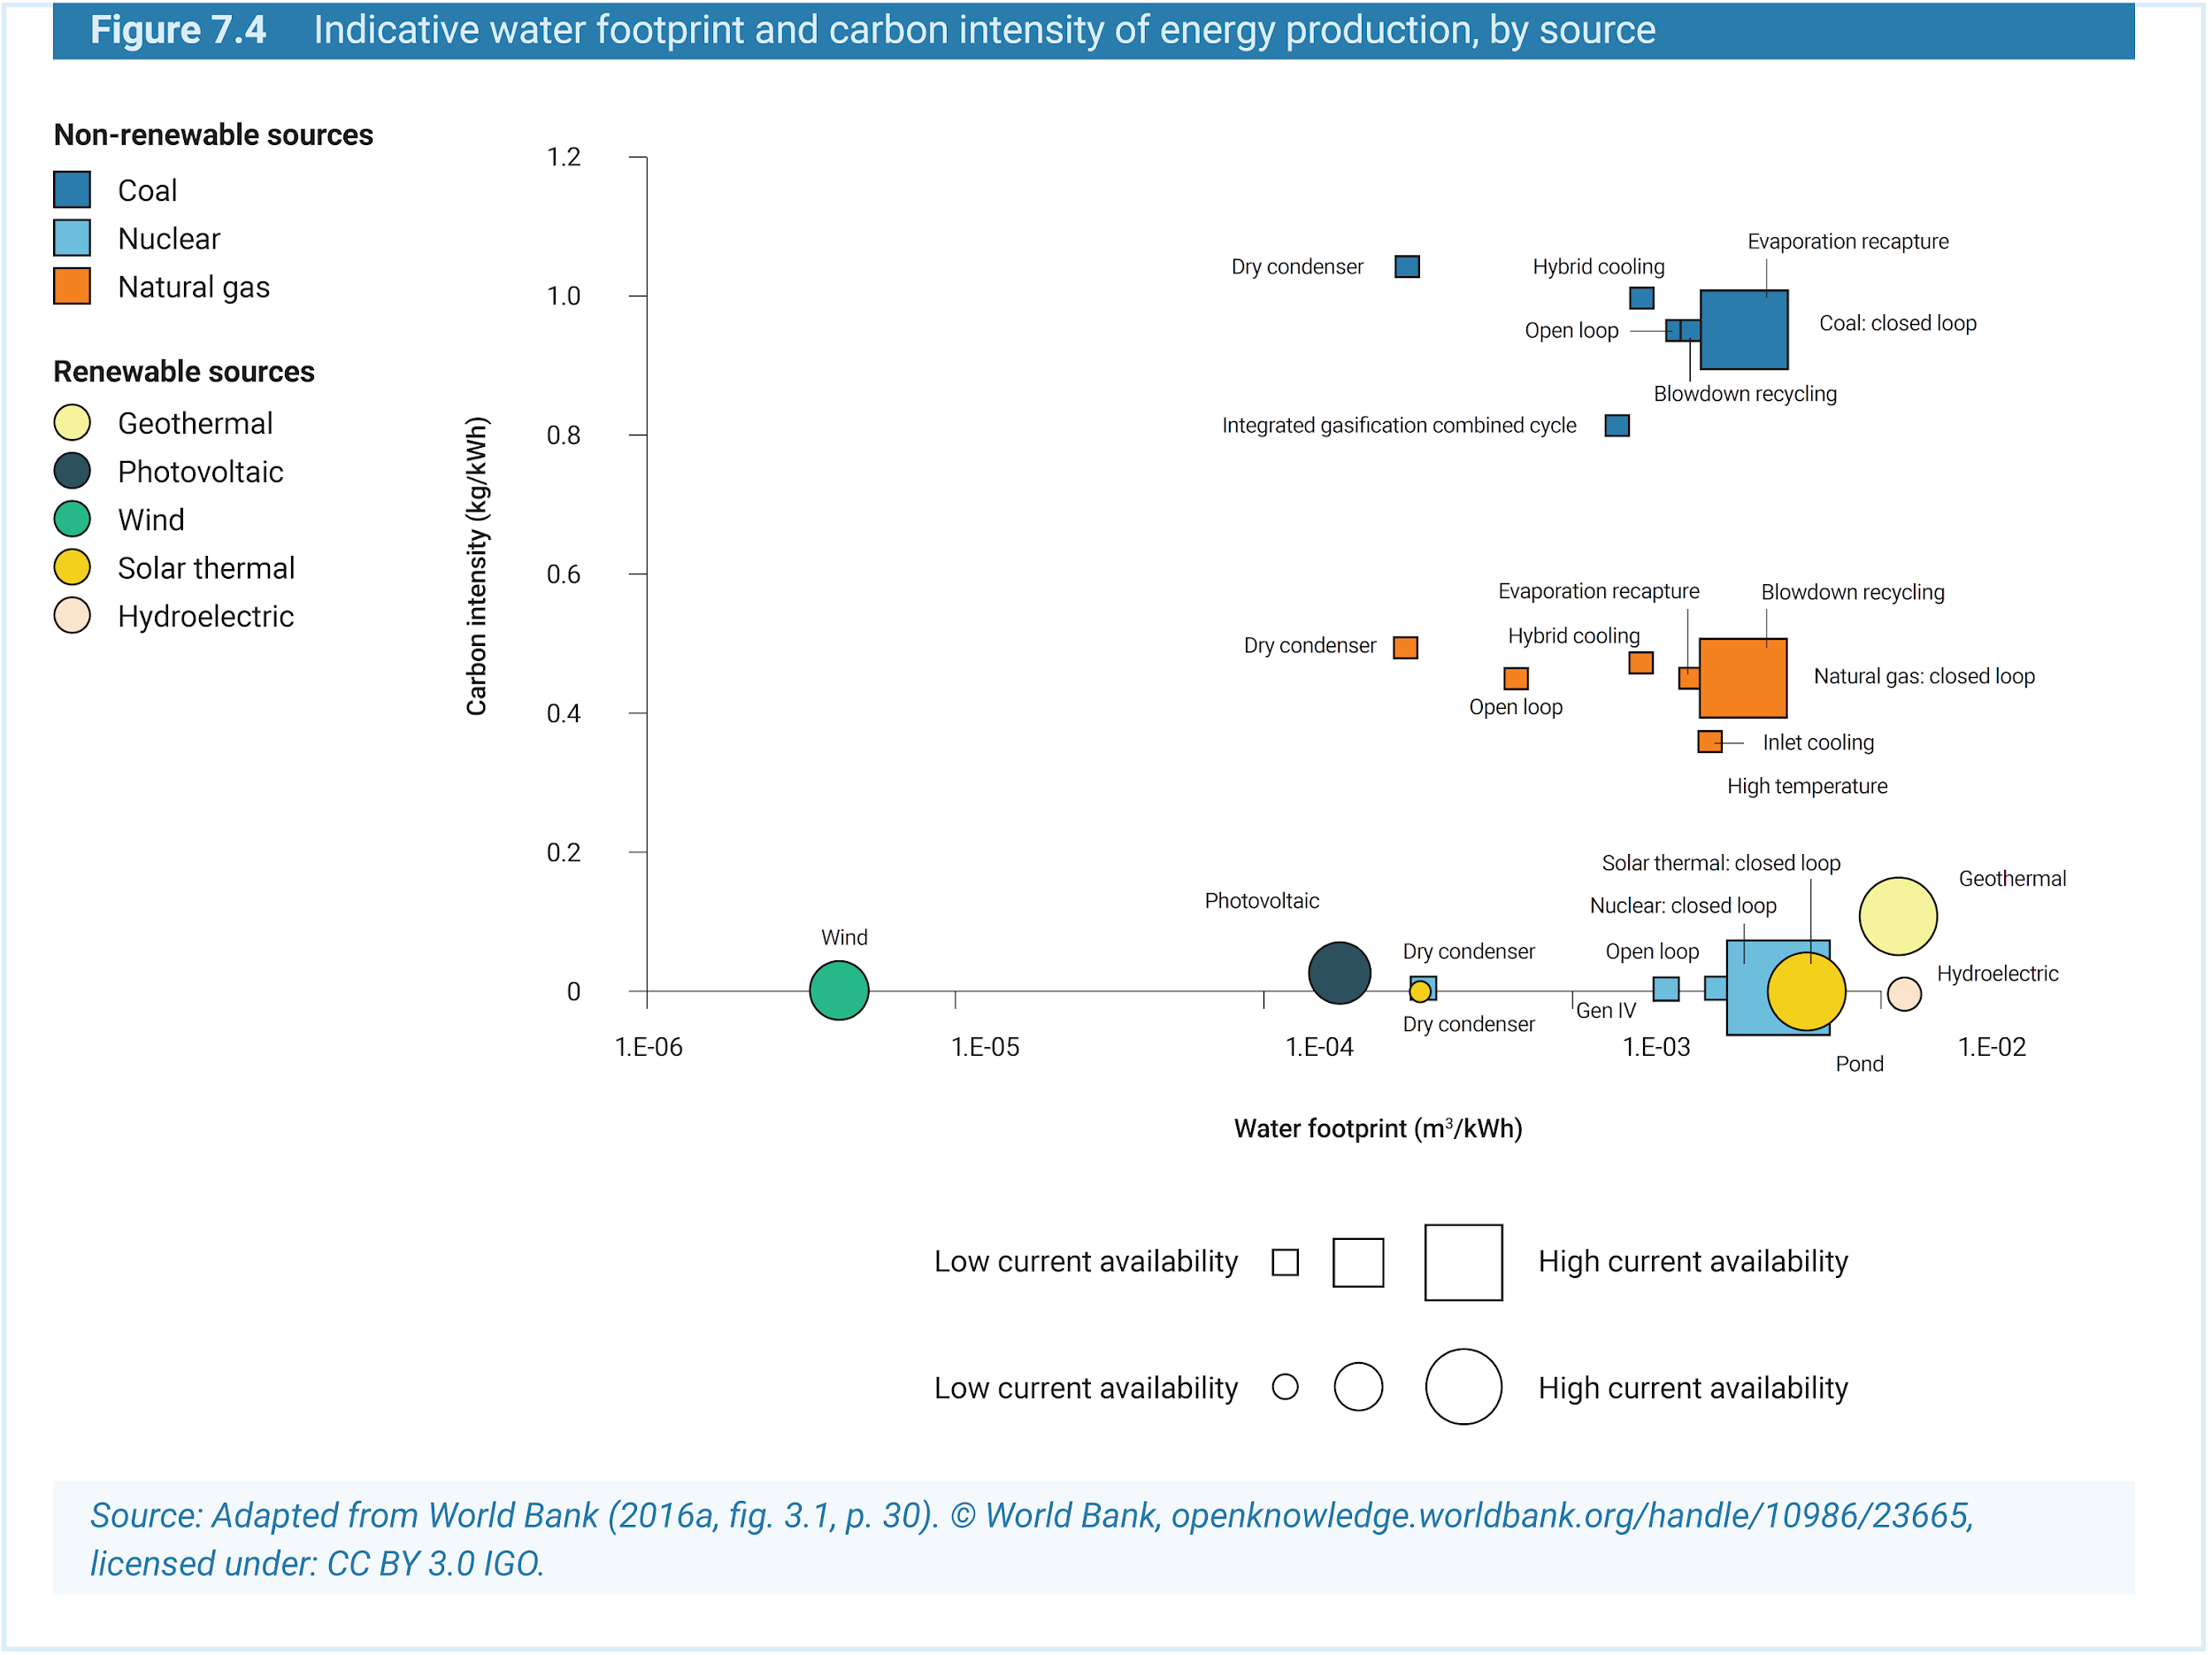 Figure 7.4 Indicative water footprint and carbon intensity of energy production, by source
Non-renewable sources
Coal
Nuclear
Natural gas
Renewable sources
Geothermal
Photovoltaic
Wind
Solar thermal
Hydroelectric
Carbon intensity (kg/kWh)
1.2
1.0
0.8
0.6
0.4
0.2
0
Evaporation recapture
Dry condenser
Hybrid cooling
Coal: closed loop
Open loop
Blowdown recycling
Integrated gasification combined cycle
Evaporation recapture
Blowdown recycling
Hybrid cooling
Dry condenser
Natural gas: closed loop
Open loop
Inlet cooling
High temperature
Solar thermal: closed loop
Geothermal
Photovoltaic
Nuclear: closed loop
Wind
Dry condenser
Open loop
Hydroelectric
Gen IV
Dry condenser
Pond
1.E-06
1.E-05
1.E-04
1.E-03
1.E-02
Water footprint (m³/kWh)
Low current availability
High current availability
Low current availability
High current availability
Source: Adapted from World Bank (2016a, fig. 3.1, p. 30). © World Bank, openknowledge.worldbank.org/handle/10986/23665,
licensed under: CC BY 3.0 IGO.